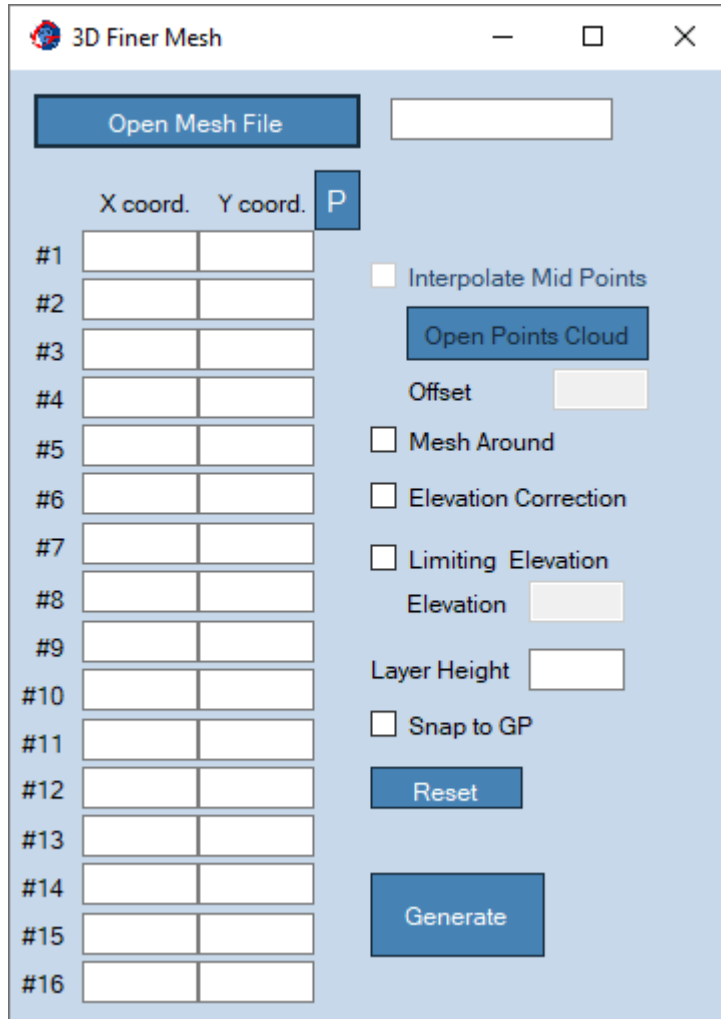 3D Finer Mesh
Open Mesh File
X coord. Y coord. P
#1
#2
#3
#4
#5
#6
#7
#8
#9
#10
#11
#12
#13
#14
#15
#16
Interpolate Mid Points
Open Points Cloud
Offset
Mesh Around
Elevation Correction
Limiting Elevation
Elevation
Layer Height
Snap to GP
Reset
Generate